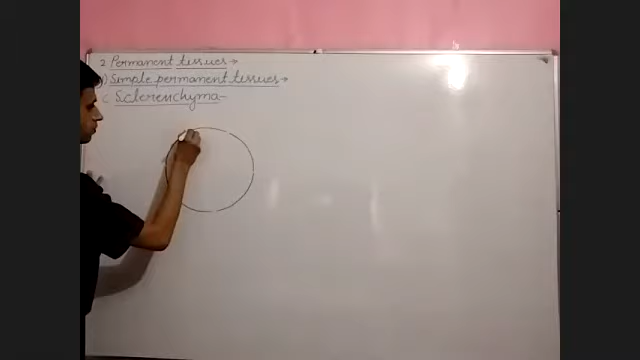 2 Permanent tissues→
) Simple permanent tissues→
c Sclerenchyma-